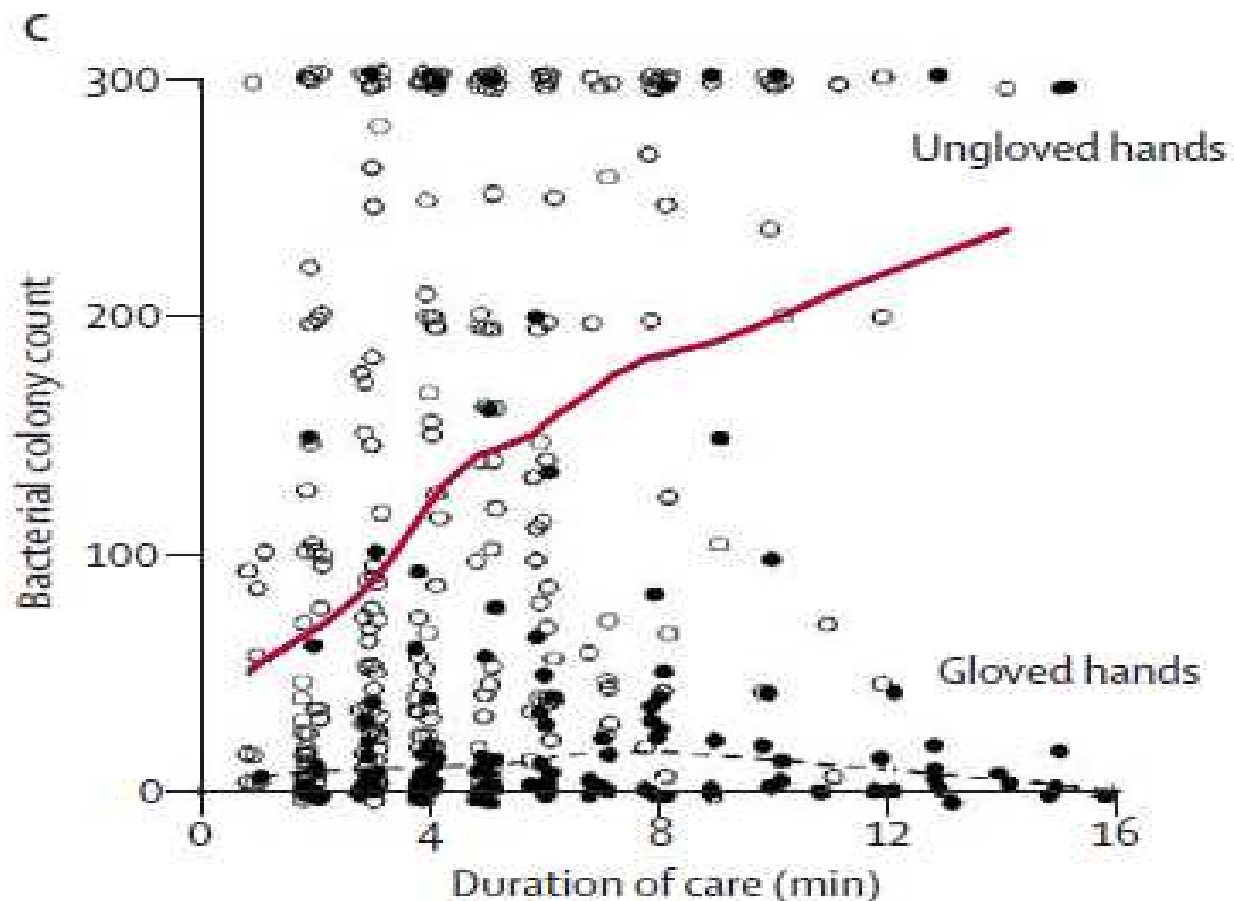 C
300
Ungloved hands
200
Bacterial colony count
100
Gloved hands
0
0 4 8 12 16
Duration of care (min)